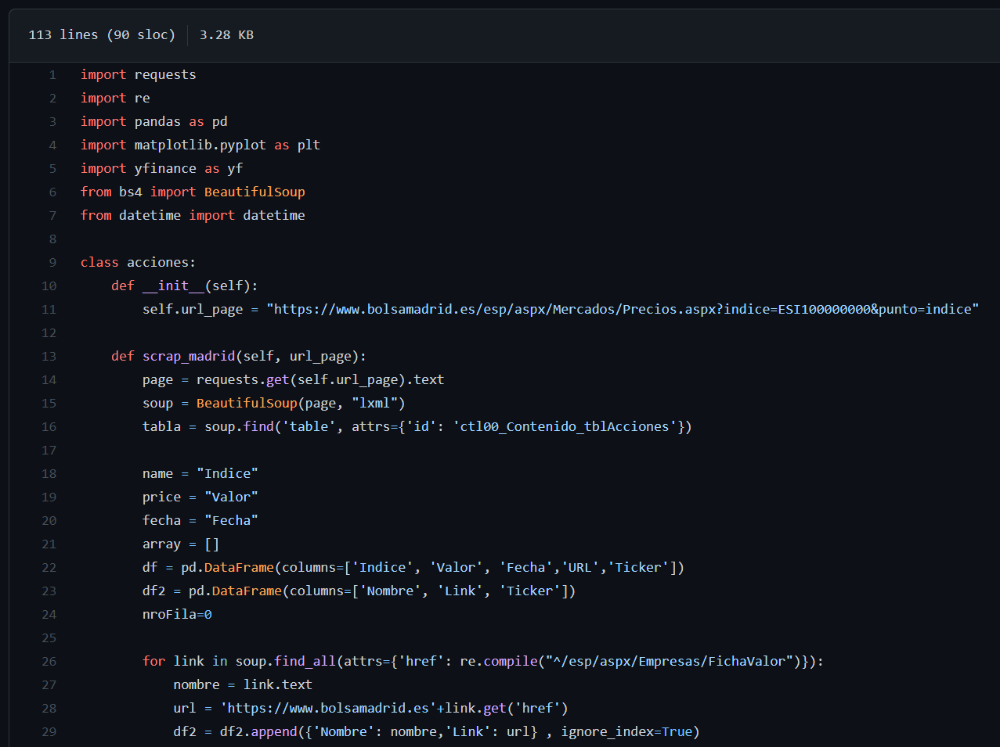 113 lines (90 sloc) 3.28 KB
1 import requests
2 import re
3 import pandas as pd
4 import matplotlib.pyplot as plt
5 import yfinance as yf
6 from bs4 import BeautifulSoup
7 from datetime import datetime
8
9 class acciones:
10     def __init__(self):
11         self.url_page = "https://www.bolsamadrid.es/esp/aspx/Mercados/Precios.aspx?indice=ESI100000000&punto=indice"
12
13     def scrap_madrid(self, url_page):
14         page = requests.get(self.url_page).text
15         soup = BeautifulSoup(page, "lxml")
16         tabla = soup.find('table', attrs={'id': 'ctl00_Contenido_tblAcciones'})
17
18         name = "Indice"
19         price = "Valor"
20         fecha = "Fecha"
21         array = []
22         df = pd.DataFrame(columns=['Indice', 'Valor', 'Fecha','URL','Ticker'])
23         df2 = pd.DataFrame(columns=['Nombre', 'Link', 'Ticker'])
24         nroFila=0
25
26         for link in soup.find_all(attrs={'href': re.compile("^/esp/aspx/Empresas/FichaValor")}):
27             nombre = link.text
28             url = 'https://www.bolsamadrid.es'+link.get('href')
29             df2 = df2.append({'Nombre': nombre,'Link': url} , ignore_index=True)